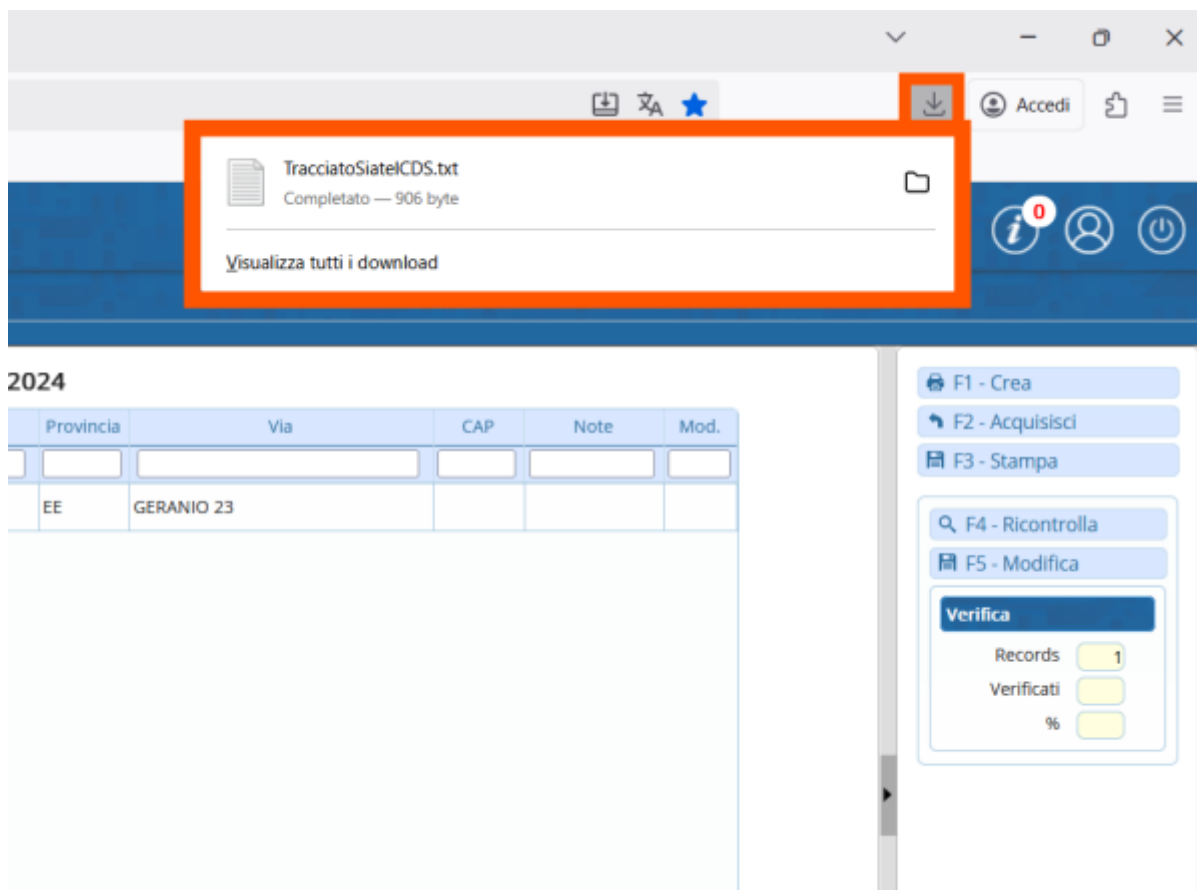 Accedi
TracciatoSiatelCDS.txt
Completato — 906 byte
Visualizza tutti i download
0
2024
Provincia Via CAP Note Mod.
EE GERANIO 23
F1 - Crea
F2 - Acquisisci
F3 - Stampa
F4 - Ricontrolla
F5 - Modifica
Verifica
Records 1
Verificati
%